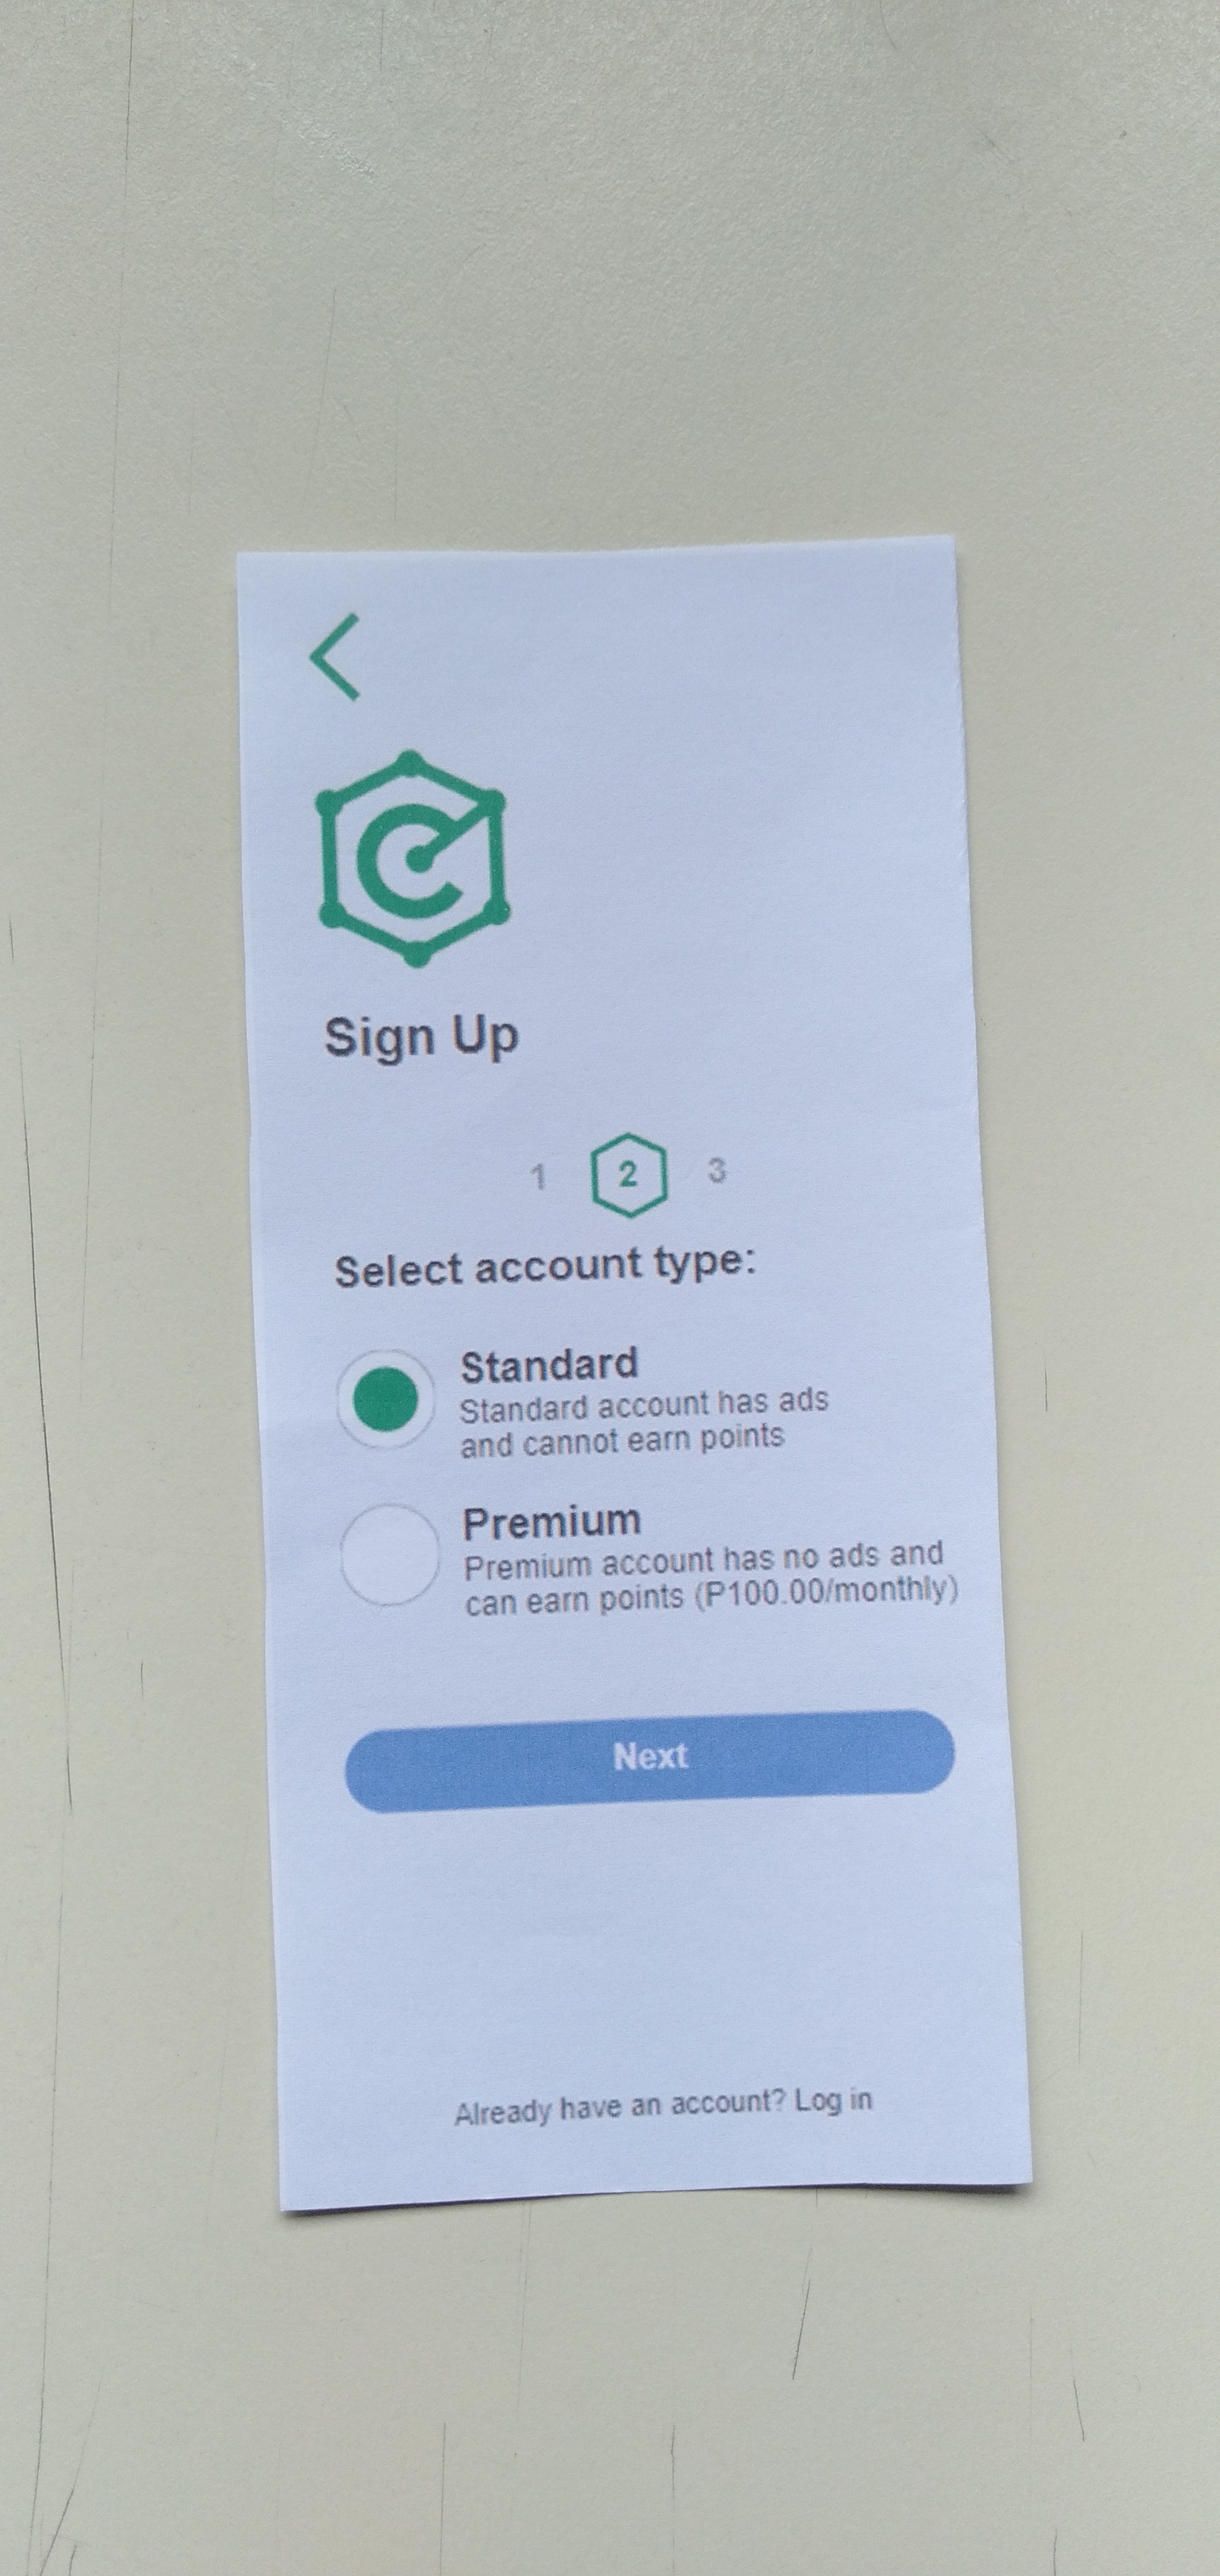 Sign Up
1 2 3
Select account type:
Standard
Standard account has ads
and cannot earn points
Premium
Premium account has no ads and
can earn points (P100.00/monthly)
Next
Already have an account? Log in